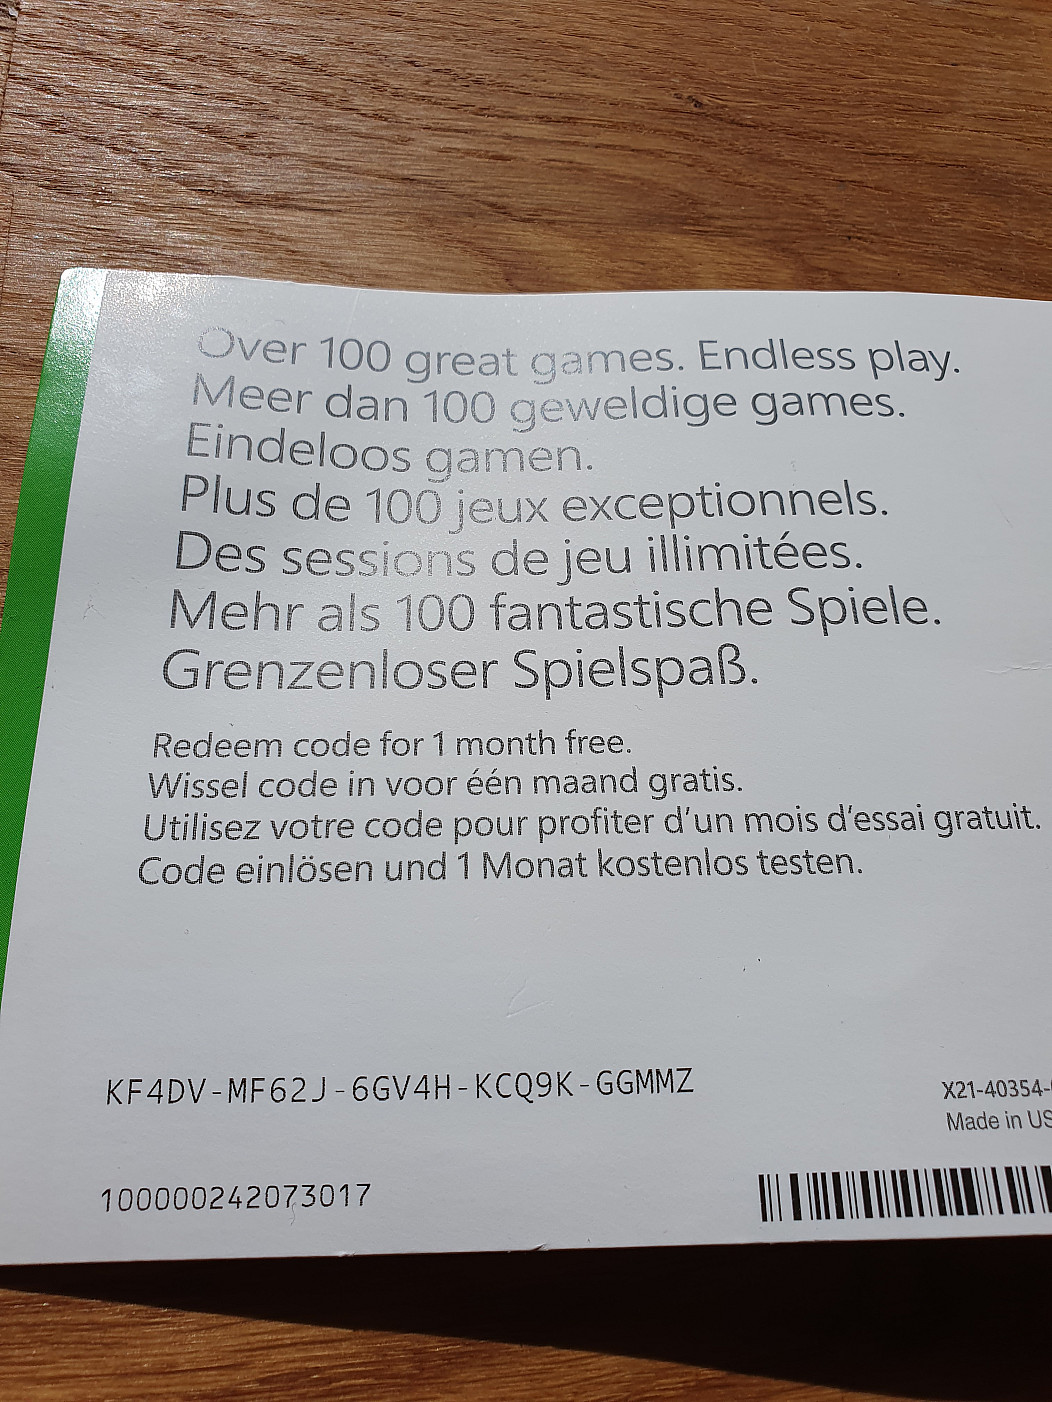 Over 100 great games. Endless play.
Meer dan 100 geweldige games.
Eindeloos gamen.
Plus de 100 jeux exceptionnels.
Des sessions de jeu illimitées.
Mehr als 100 fantastische Spiele.
Grenzenloser Spielspaß.
Redeem code for 1 month free.
Wissel code in voor één maand gratis.
Utilisez votre code pour profiter d'un mois d'essai gratuit.
Code einlösen und 1 Monat kostenlos testen.
KF4DV-MF62J-6GV4H-KCQ9K-GGMMZ
X21-40354-
Made in US
100000242073017